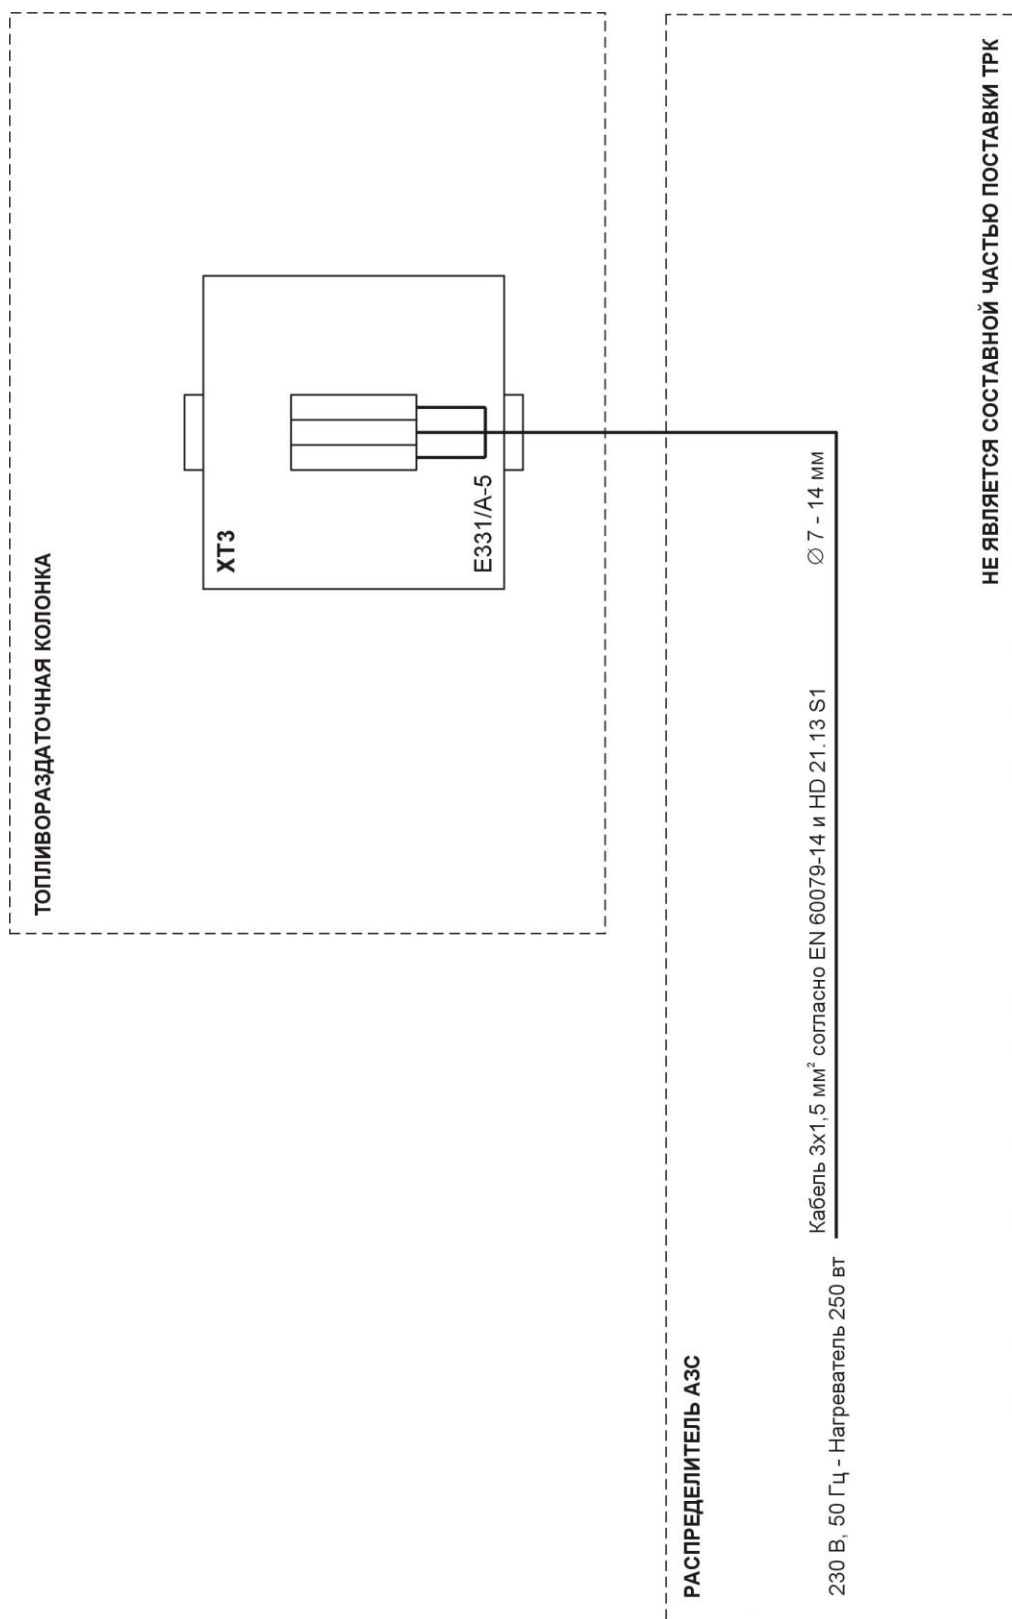 ТОПЛИВОРАЗДАТОЧНАЯ КОЛОНКА
XT3
E331/A-5
РАСПРЕДЕЛИТЕЛЬ АЗС
230 В, 50 Гц - Нагреватель 250 вт
Кабель 3x1,5 мм² согласно EN 60079-14 и HD 21.13 S1
∅ 7 - 14 мм
НЕ ЯВЛЯЕТСЯ СОСТАВНОЙ ЧАСТЬЮ ПОСТАВКИ ТРК